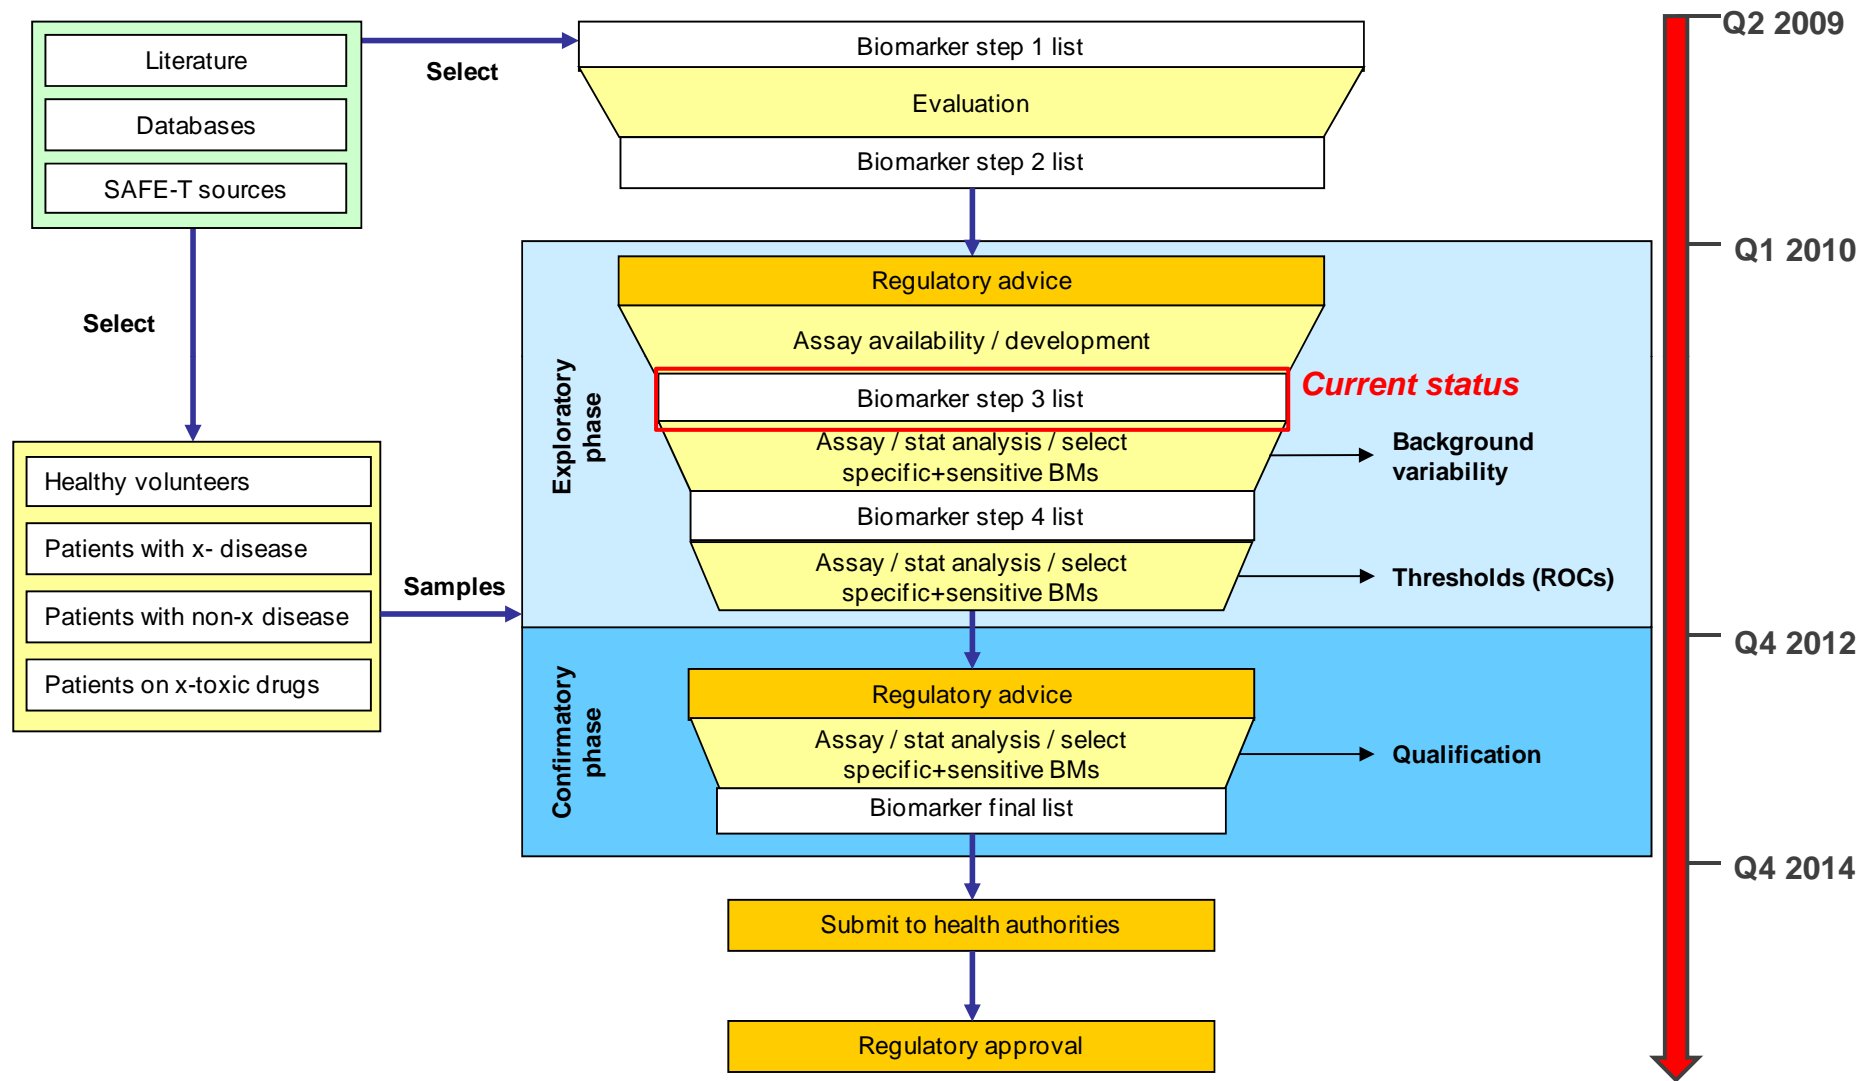 Literature
Databases
SAFE-T sources
Select
Biomarker step 1 list
Evaluation
Biomarker step 2 list
Q2 2009
Q1 2010
Select
Exploratory
phase
Regulatory advice
Assay availability / development
Biomarker step 3 list
Current status
Assay / stat analysis / select
specific+sensitive BMs
Background
variability
Biomarker step 4 list
Assay / stat analysis / select
specific+sensitive BMs
Thresholds (ROCs)
Healthy volunteers
Patients with x- disease
Patients with non-x disease
Patients on x-toxic drugs
Samples
Q4 2012
Confirmatory
phase
Regulatory advice
Assay / stat analysis / select
specific+sensitive BMs
Qualification
Biomarker final list
Q4 2014
Submit to health authorities
Regulatory approval